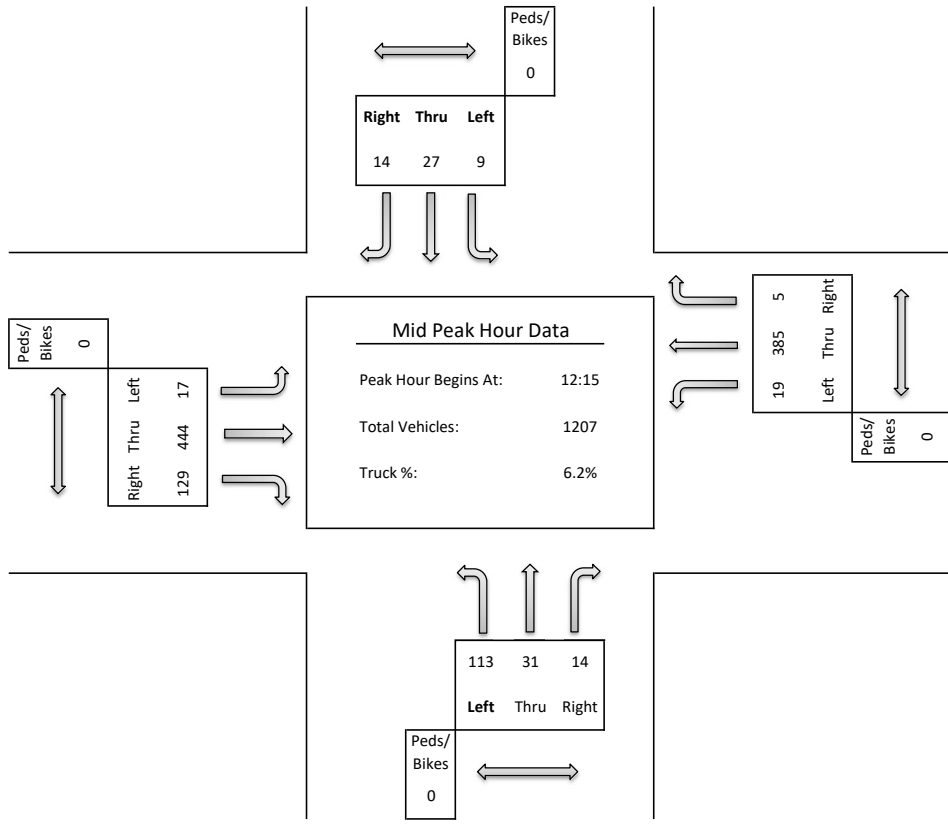 Peds/
Bikes
0
Right Thru Left
14 27 9
Peds/
Bikes
0
Left 17
Thru 444
Right 129
Mid Peak Hour Data
Peak Hour Begins At: 12:15
Total Vehicles: 1207
Truck %: 6.2%
5 Right
385 Thru
19 Left
Peds/
Bikes
0
113 31 14
Left Thru Right
Peds/
Bikes
0